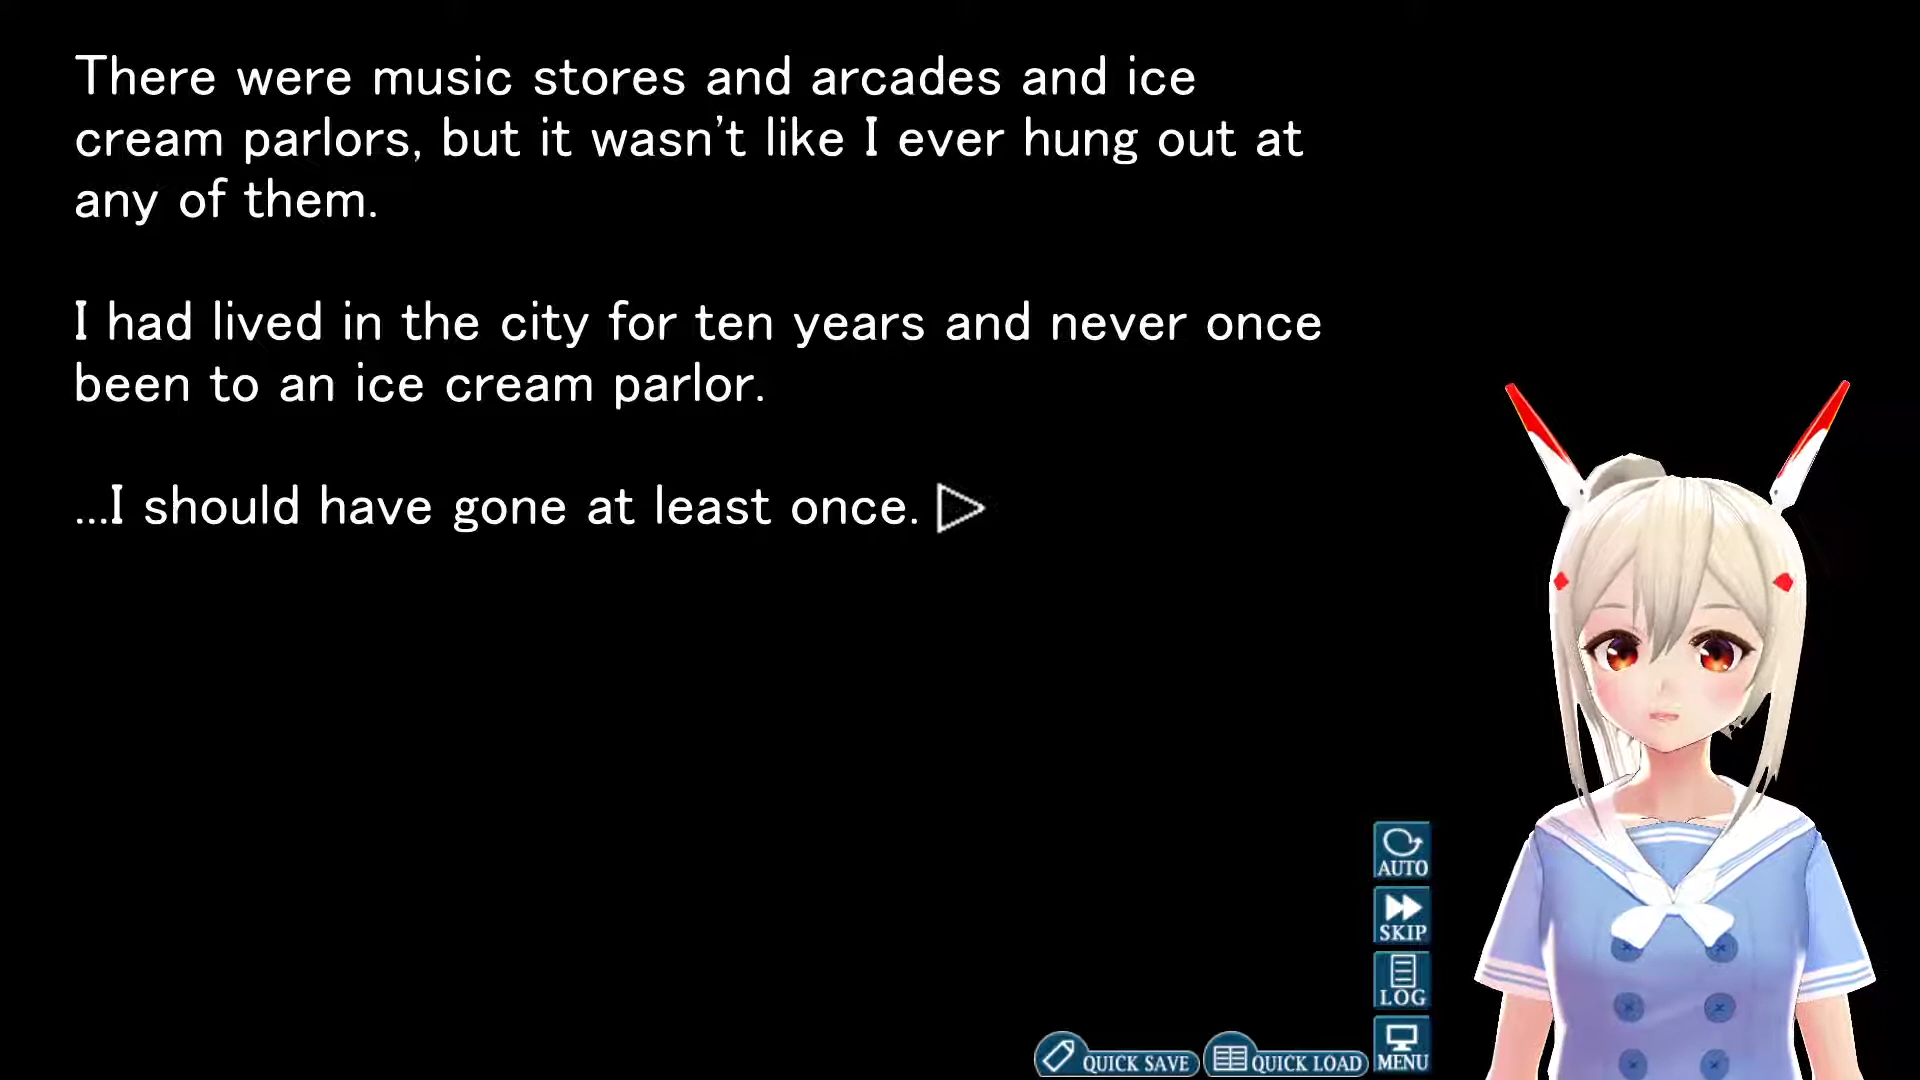 There were music stores and arcades and ice
cream parlors, but it wasn't like I ever hung out at
any of them.
I had lived in the city for ten years and never once
been to an ice cream parlor.
...I should have gone at least once.
AUTO
SKIP
LOG
MENU
QUICK SAVE
QUICK LOAD